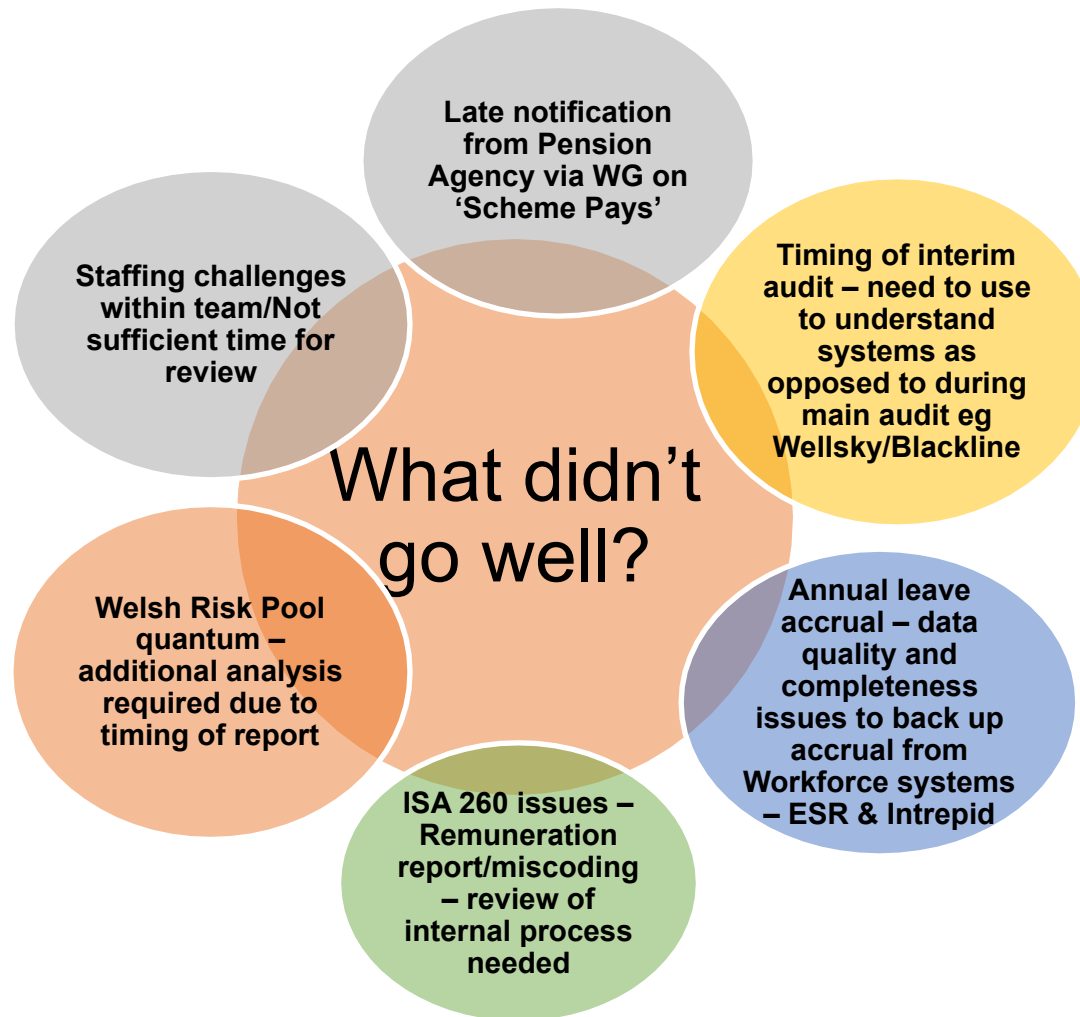 What didn’t
go well?
Late notification
from Pension
Agency via WG on
‘Scheme Pays’
Timing of interim
audit – need to use
to understand
systems as
opposed to during
main audit eg
Wellsky/Blackline
Annual leave
accrual – data
quality and
completeness
issues to back up
accrual from
Workforce systems
– ESR & Intrepid
ISA 260 issues –
Remuneration
report/miscoding
– review of
internal process
needed
Welsh Risk Pool
quantum –
additional analysis
required due to
timing of report
Staffing challenges
within team/Not
sufficient time for
review